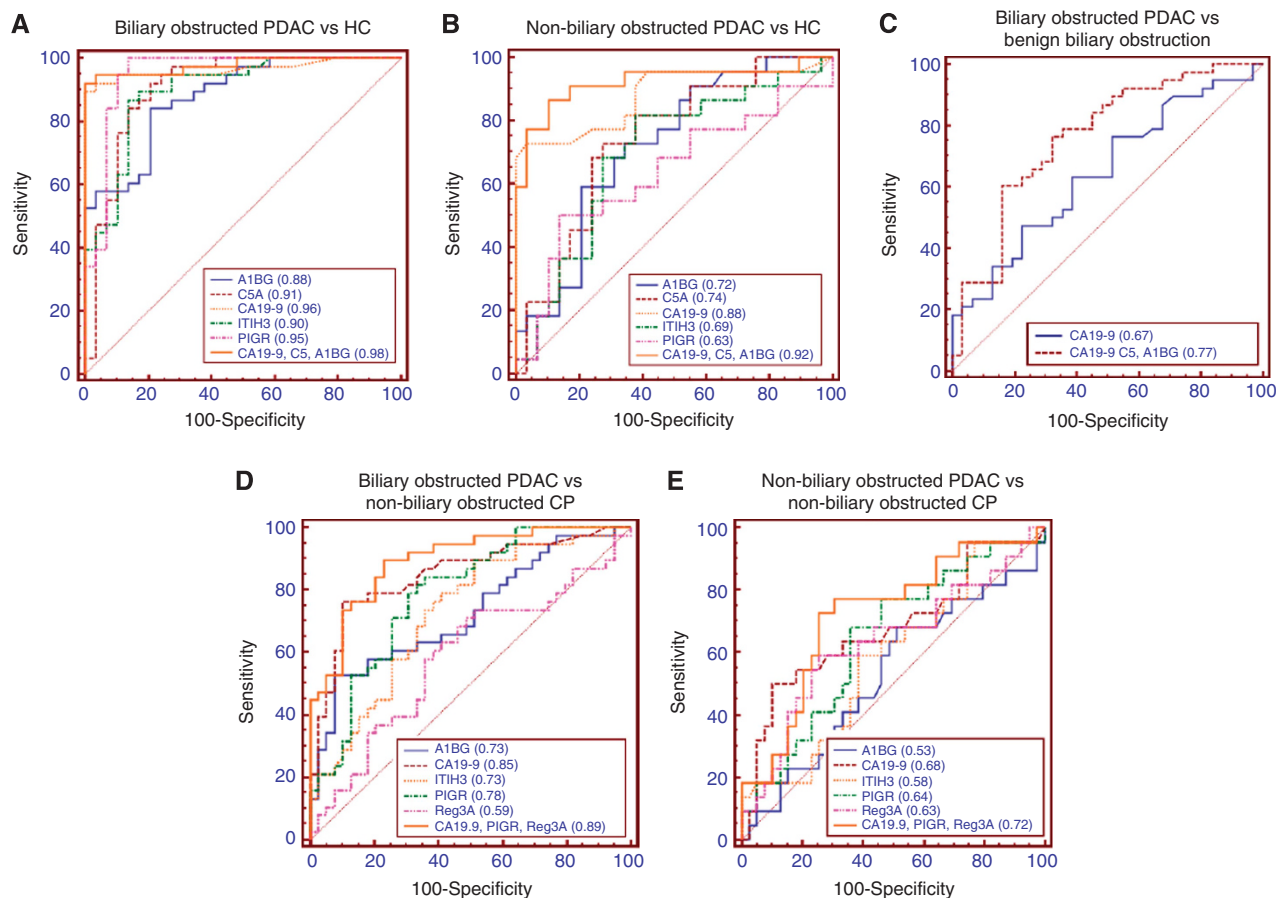 A
Biliary obstructed PDAC vs HC
100
80
60
40
20
0
Sensitivity
A1BG (0.88)
C5A (0.91)
CA19-9 (0.96)
ITIH3 (0.90)
PIGR (0.95)
CA19-9, C5, A1BG (0.98)
0 20 40 60 80 100
100-Specificity
B
Non-biliary obstructed PDAC vs HC
100
80
60
40
20
0
Sensitivity
A1BG (0.72)
C5A (0.74)
CA19-9 (0.88)
ITIH3 (0.69)
PIGR (0.63)
CA19-9, C5, A1BG (0.92)
0 20 40 60 80 100
100-Specificity
C
Biliary obstructed PDAC vs
benign biliary obstruction
100
80
60
40
20
0
Sensitivity
CA19-9 (0.67)
CA19-9 C5, A1BG (0.77)
0 20 40 60 80 100
100-Specificity
D
Biliary obstructed PDAC vs
non-biliary obstructed CP
100
80
60
40
20
0
Sensitivity
A1BG (0.73)
CA19-9 (0.85)
ITIH3 (0.73)
PIGR (0.78)
Reg3A (0.59)
CA19.9, PIGR, Reg3A (0.89)
0 20 40 60 80 100
100-Specificity
E
Non-biliary obstructed PDAC vs
non-biliary obstructed CP
100
80
60
40
20
0
Sensitivity
A1BG (0.53)
CA19-9 (0.68)
ITIH3 (0.58)
PIGR (0.64)
Reg3A (0.63)
CA19.9, PIGR, Reg3A (0.72)
0 20 40 60 80 100
100-Specificity